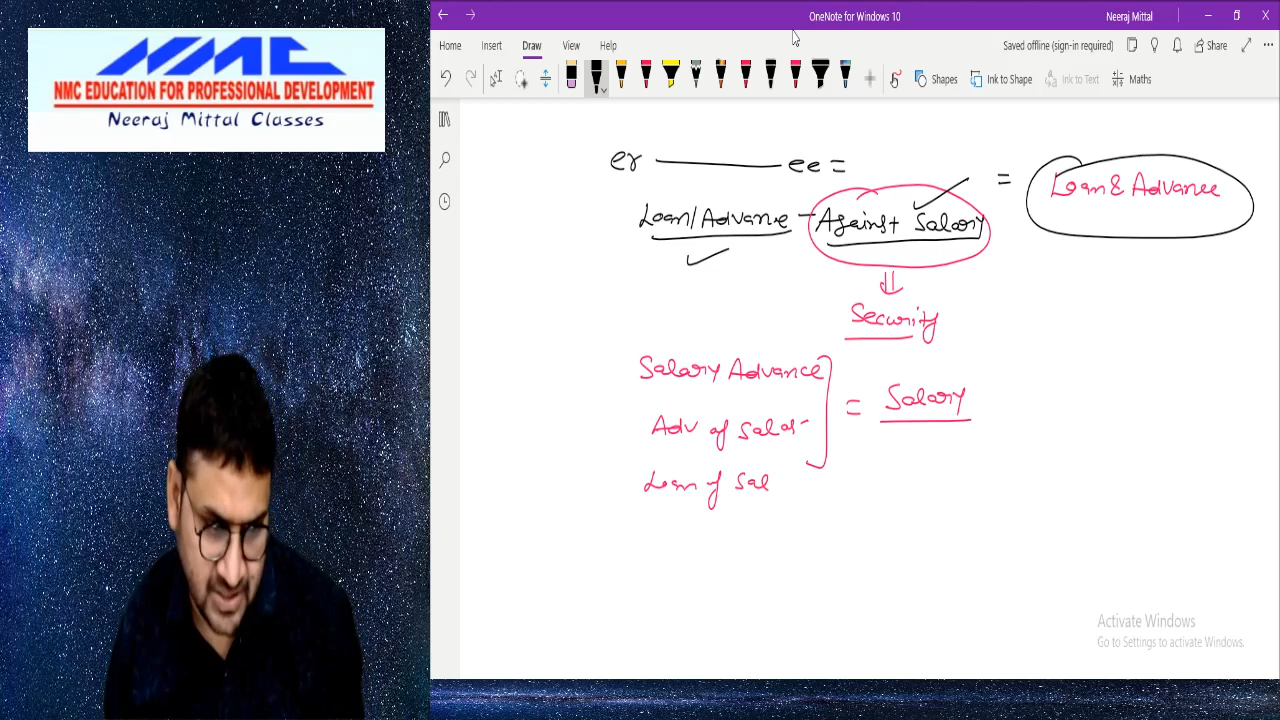 NMC
NMC EDUCATION FOR PROFESSIONAL DEVELOPMENT
Neeraj Mittal Classes
OneNote for Windows 10
Neeraj Mittal
Home Insert Draw View Help
Saved offline (sign-in required)
Share
Shapes
Ink to Shape
Ink to Text
Maths
er ee =
Loan/Advance - Against Salary = Loan & Advance
Security
Salary Advance
Adv of Salar
= Salary
Loan of Sal
Activate Windows
Go to Settings to activate Windows.